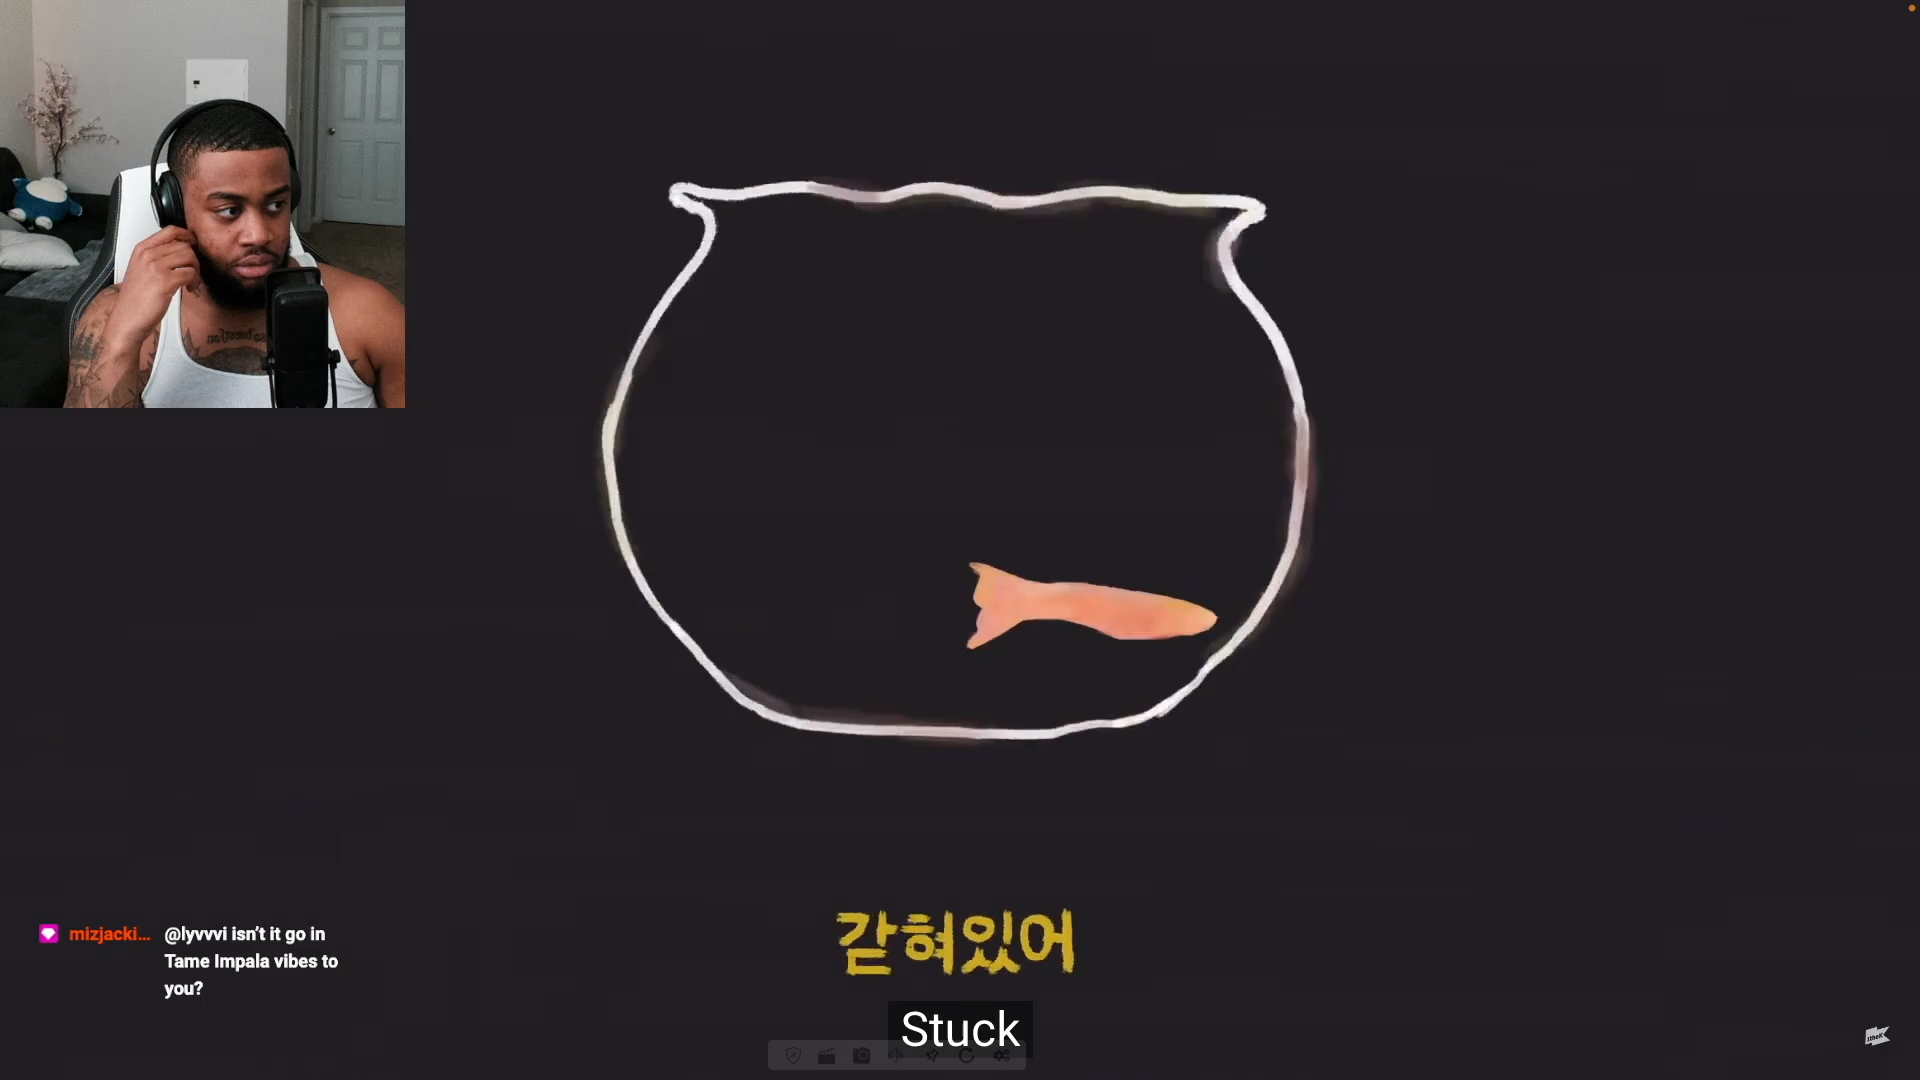 mizjacki... @lyvvvi isn't it go in
Tame Impala vibes to
you?
갇혀있어
Stuck